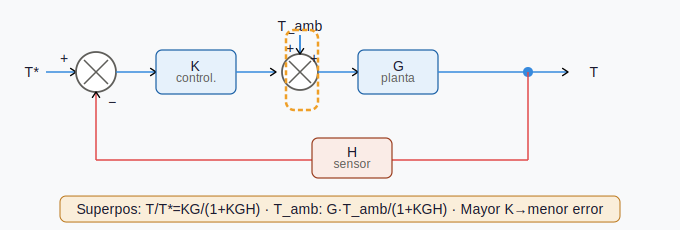 T_amb
+
+
+
T*
K
control.
G
planta
T
−
H
sensor
Superpos: T/T*=KG/(1+KGH) · T_amb: G·T_amb/(1+KGH) · Mayor K→menor error